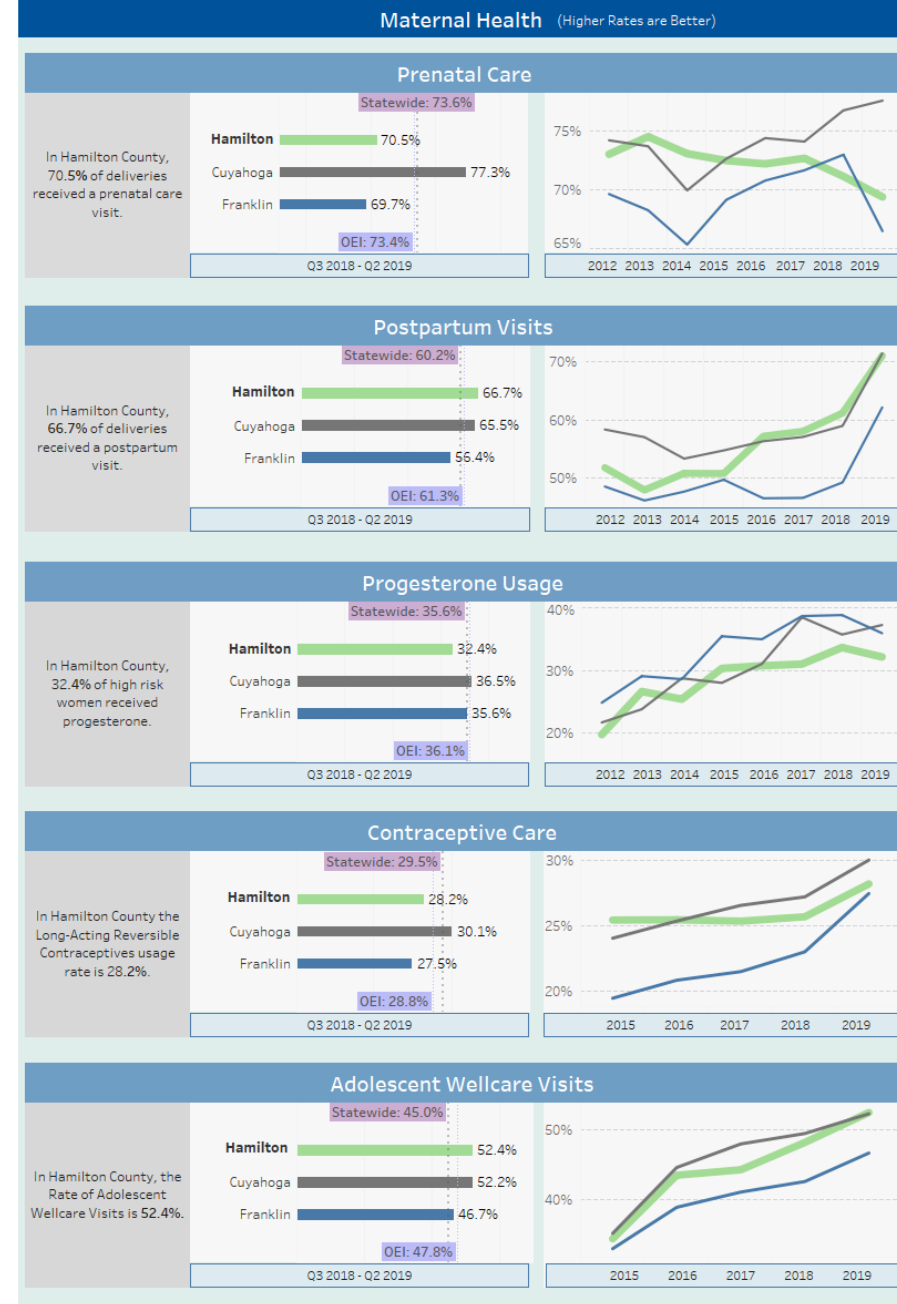 Maternal Health (Higher Rates are Better)
Prenatal Care
In Hamilton County,
70.5% of deliveries
received a prenatal care
visit.
Statewide: 73.6%
Hamilton 70.5%
Cuyahoga 77.3%
Franklin 69.7%
OEI: 73.4%
Q3 2018 - Q2 2019
75%
70%
65%
2012 2013 2014 2015 2016 2017 2018 2019
Postpartum Visits
In Hamilton County,
66.7% of deliveries
received a postpartum
visit.
Statewide: 60.2%
Hamilton 66.7%
Cuyahoga 65.5%
Franklin 56.4%
OEI: 61.3%
Q3 2018 - Q2 2019
70%
60%
50%
2012 2013 2014 2015 2016 2017 2018 2019
Progesterone Usage
In Hamilton County,
32.4% of high risk
women received
progesterone.
Statewide: 35.6%
Hamilton 32.4%
Cuyahoga 36.5%
Franklin 35.6%
OEI: 36.1%
Q3 2018 - Q2 2019
40%
30%
20%
2012 2013 2014 2015 2016 2017 2018 2019
Contraceptive Care
In Hamilton County the
Long-Acting Reversible
Contraceptives usage
rate is 28.2%.
Statewide: 29.5%
Hamilton 28.2%
Cuyahoga 30.1%
Franklin 27.5%
OEI: 28.8%
Q3 2018 - Q2 2019
30%
25%
20%
2015 2016 2017 2018 2019
Adolescent Wellcare Visits
In Hamilton County, the
Rate of Adolescent
Wellcare Visits is 52.4%.
Statewide: 45.0%
Hamilton 52.4%
Cuyahoga 52.2%
Franklin 46.7%
OEI: 47.8%
Q3 2018 - Q2 2019
50%
40%
2015 2016 2017 2018 2019